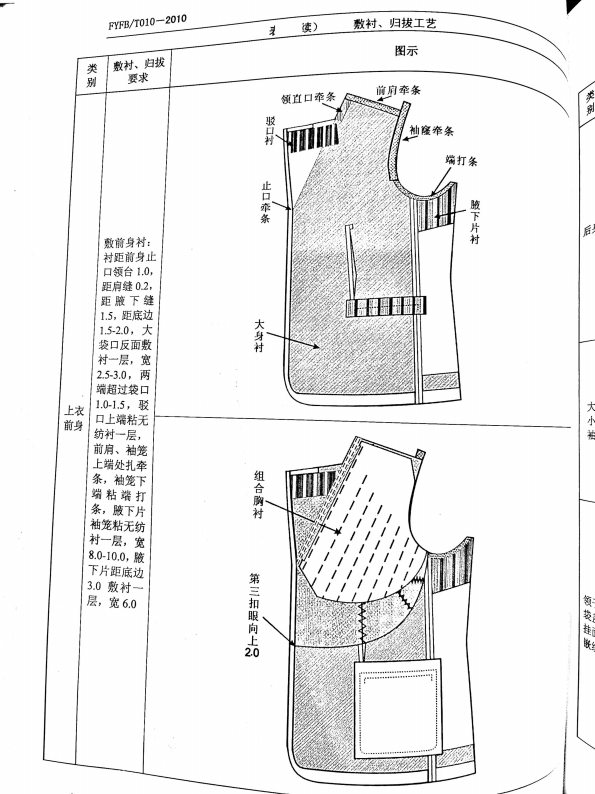 FYFB/T010—2010
读）
敷衬、归拔工艺
类
别
敷衬、归拔
要求
图示
上衣
前身
敷前身衬：
衬距前身止
口领台 1.0，
距肩缝 0.2，
距腋下缝
1.5，距底边
1.5-2.0，大
袋口反面敷
衬一层，宽
2.5-3.0，两
端超过袋口
1.0-1.5，驳
口上端粘无
纺衬一层，
前肩、袖笼
上端处扎牵
条，袖笼下
端粘端打
条，腋下片
袖笼粘无纺
衬一层，宽
8.0-10.0，腋
下片距底边
3.0 敷衬一
层，宽 6.0
领直口牵条
前肩牵条
驳口衬
袖窿牵条
端打条
止口牵条
腋下片衬
大身衬
组合胸衬
第三扣眼向上2.0
类
别
大
小
袖
袋